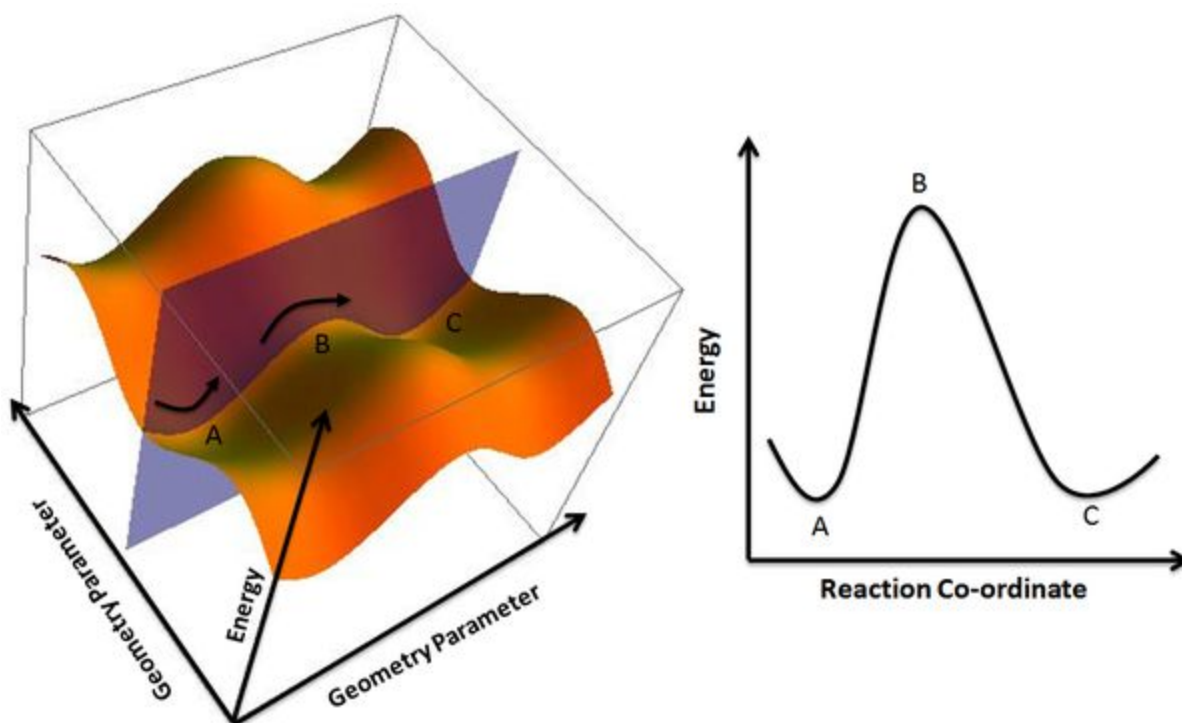 A
B
C
Geometry Parameter
Energy
Geometry Parameter
B
Energy
A
C
Reaction Co-ordinate